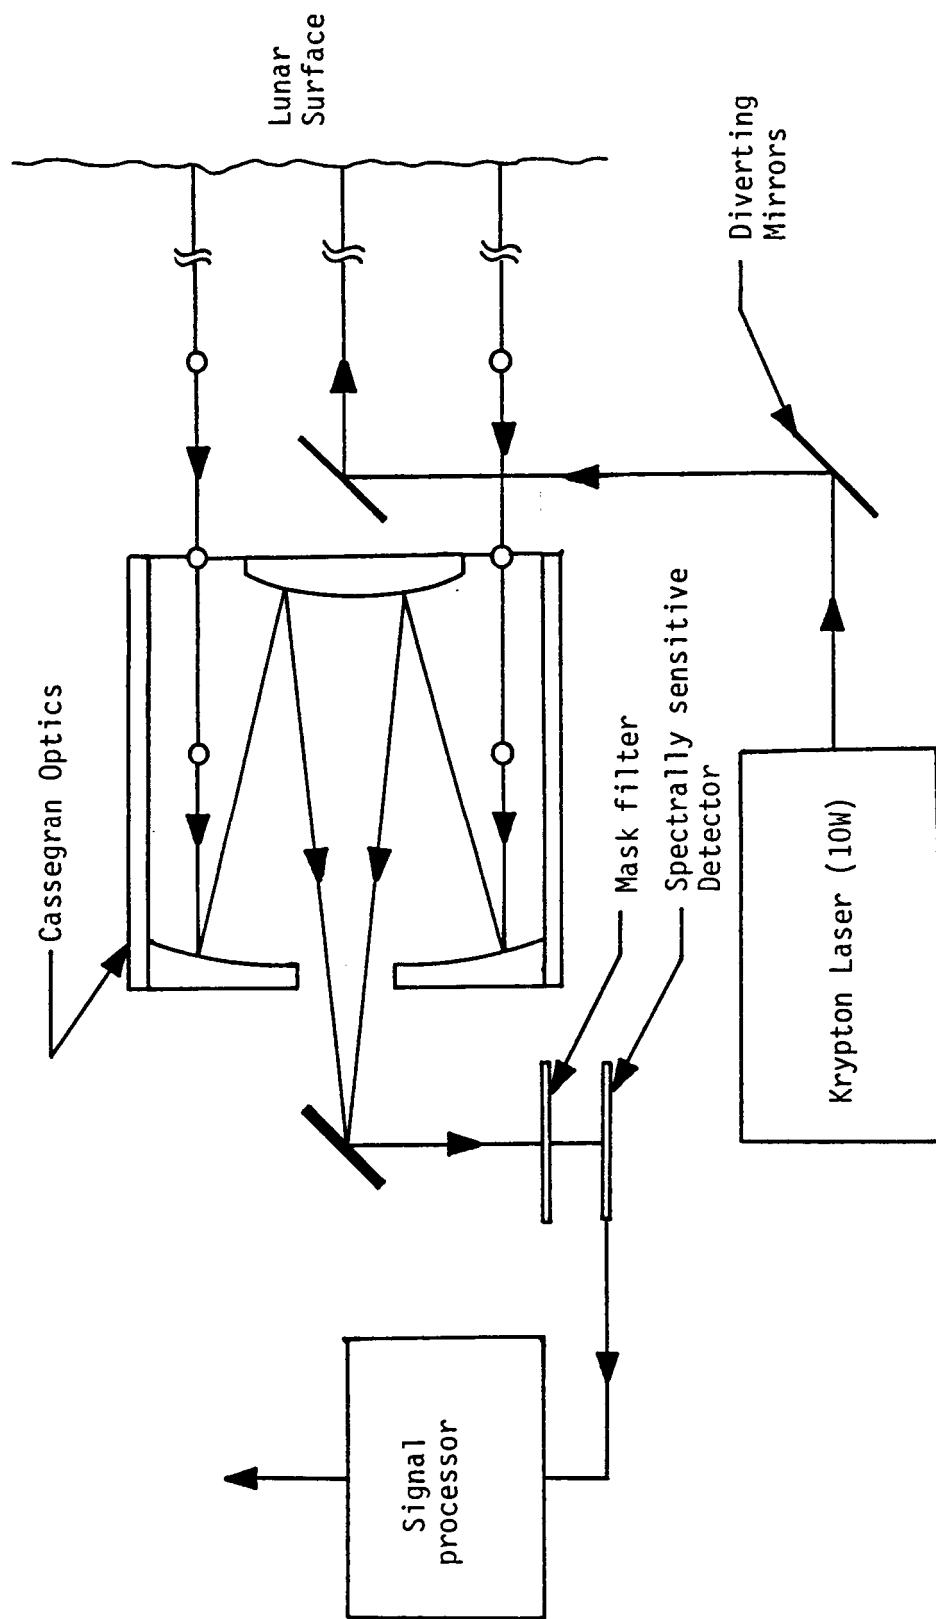 Lunar
Surface
Cassegran Optics
Diverting
Mirrors
Mask filter
Spectrally sensitive
Detector
Krypton Laser (10W)
Signal
processor